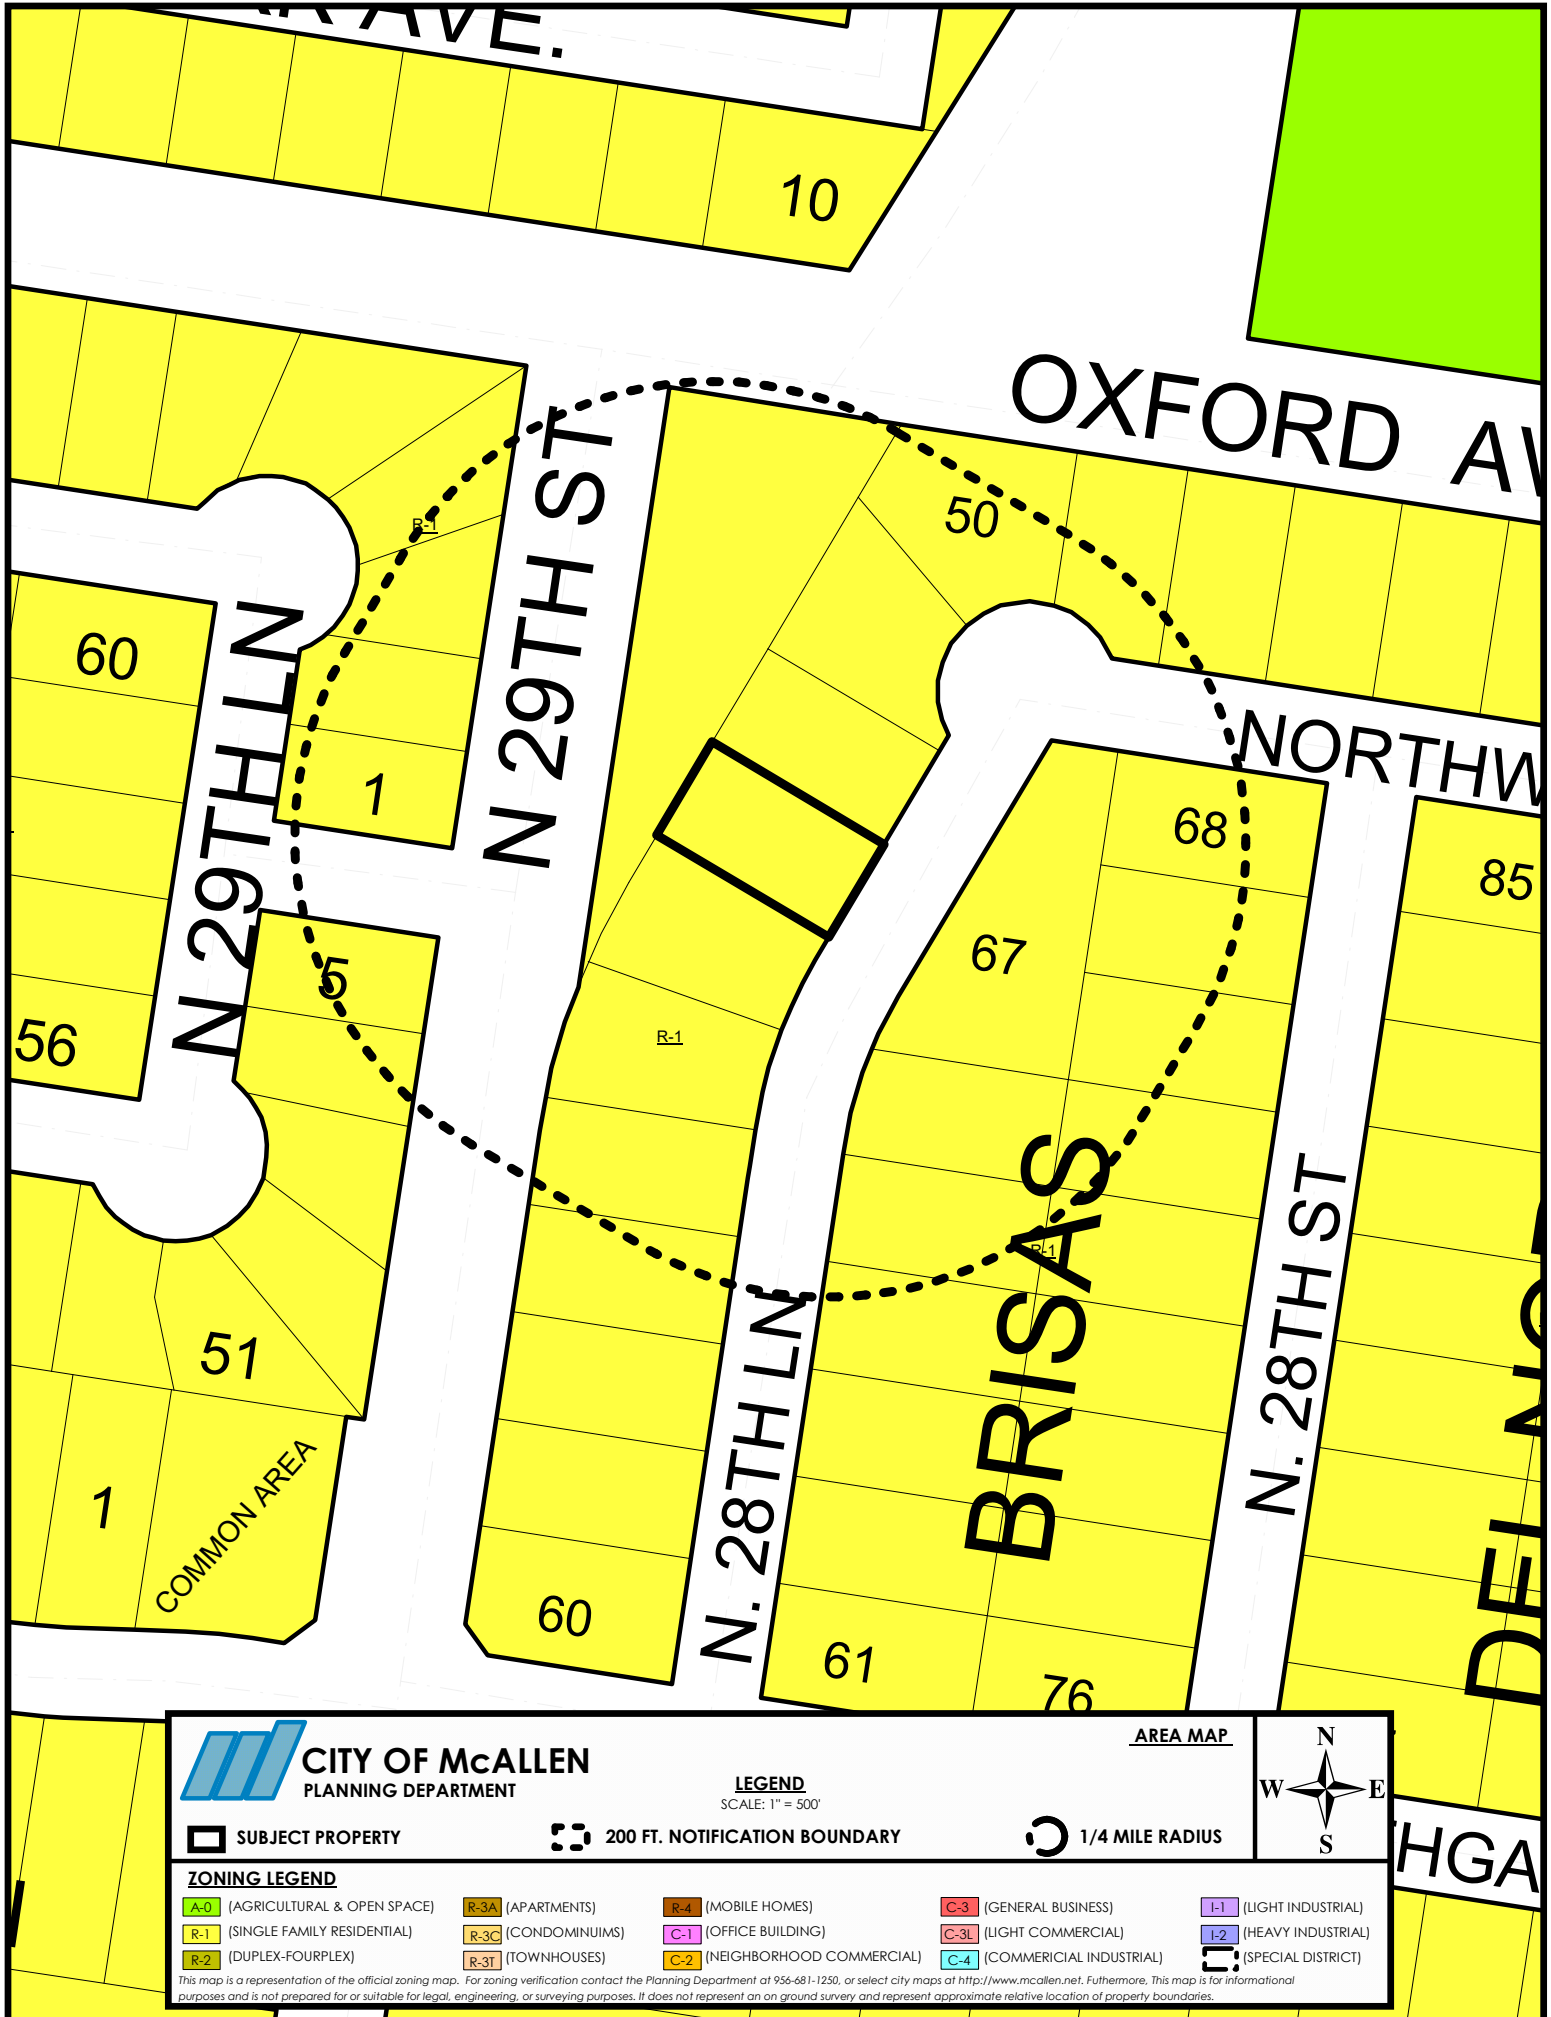 AVE.
10
OXFORD AV
50
R-1
N 29TH ST
60
N 29TH LN
1
NORTHW
68
85
67
5
56
R-1
BRISAS
R-1
N. 28TH ST
51
N. 28TH LN
1
COMMON AREA
60
61
76
CITY OF McALLEN
PLANNING DEPARTMENT
AREA MAP
LEGEND
SCALE: 1" = 500'
SUBJECT PROPERTY
200 FT. NOTIFICATION BOUNDARY
1/4 MILE RADIUS
N
W E
S
HGA
ZONING LEGEND
A-0 (AGRICULTURAL & OPEN SPACE) R-3A (APARTMENTS) R-4 (MOBILE HOMES) C-3 (GENERAL BUSINESS) I-1 (LIGHT INDUSTRIAL)
R-1 (SINGLE FAMILY RESIDENTIAL) R-3C (CONDOMINUIMS) C-1 (OFFICE BUILDING) C-3L (LIGHT COMMERCIAL) I-2 (HEAVY INDUSTRIAL)
R-2 (DUPLEX-FOURPLEX) R-3T (TOWNHOUSES) C-2 (NEIGHBORHOOD COMMERCIAL) C-4 (COMMERICIAL INDUSTRIAL) (SPECIAL DISTRICT)
This map is a representation of the official zoning map. For zoning verification contact the Planning Department at 956-681-1250, or select city maps at http://www.mcallen.net. Futhermore, This map is for informational
purposes and is not prepared for or suitable for legal, engineering, or surveying purposes. It does not represent an on ground survey and represent approximate relative location of property boundaries.